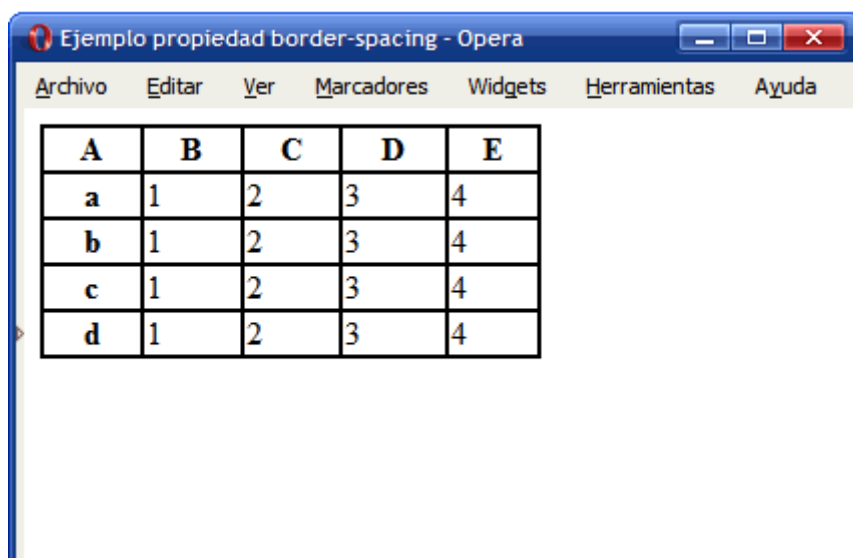 Ejemplo propiedad border-spacing - Opera
Archivo Editar Ver Marcadores Widgets Herramientas Ayuda
A B C D E
a 1 2 3 4
b 1 2 3 4
c 1 2 3 4
d 1 2 3 4